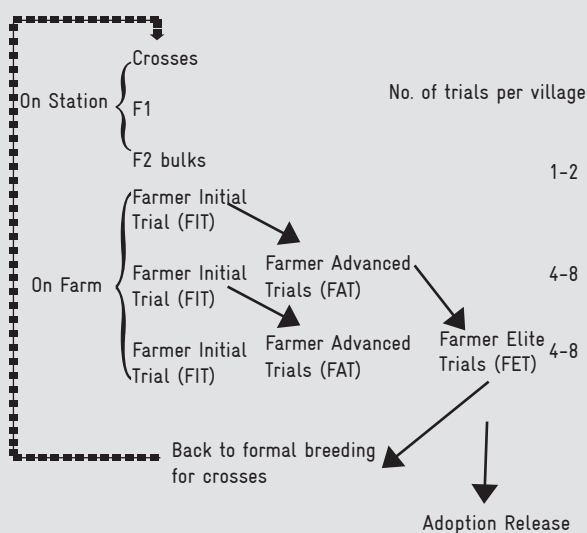 Crosses
On Station
F1
No. of trials per village
F2 bulks
1-2
Farmer Initial
Trial (FIT)
On Farm
Farmer Initial
Trial (FIT)
Farmer Advanced
Trials (FAT)
4-8
Farmer Initial
Trial (FIT)
Farmer Advanced
Trials (FAT)
Farmer Elite
Trials (FET)
4-8
Back to formal breeding
for crosses
Adoption Release